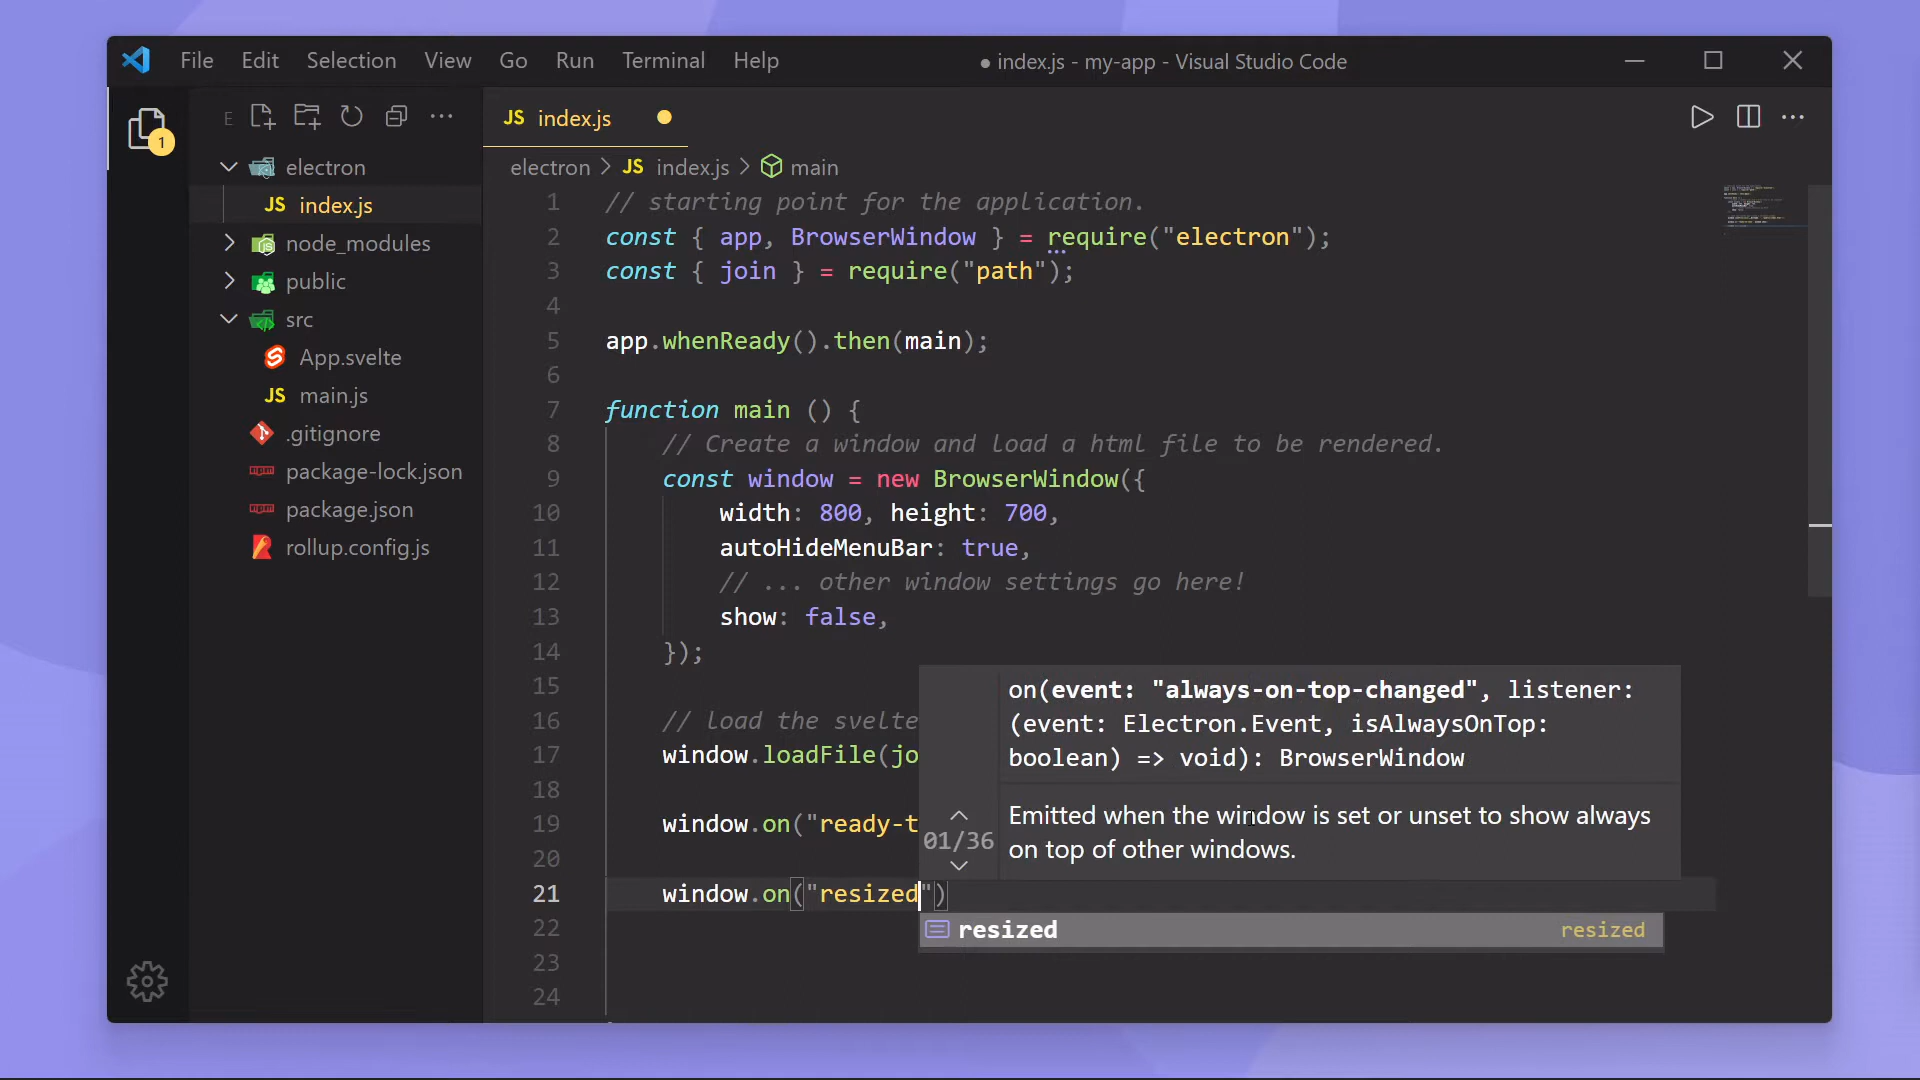 File Edit Selection View Go Run Terminal Help
● index.js - my-app - Visual Studio Code
1
E
JS index.js
electron
JS index.js
node_modules
public
src
App.svelte
JS main.js
.gitignore
package-lock.json
package.json
rollup.config.js
electron > JS index.js > main
1 // starting point for the application.
2 const { app, BrowserWindow } = require("electron");
3 const { join } = require("path");
4
5 app.whenReady().then(main);
6
7 function main () {
8 // Create a window and load a html file to be rendered.
9 const window = new BrowserWindow({
10 width: 800, height: 700,
11 autoHideMenuBar: true,
12 // ... other window settings go here!
13 show: false,
14 });
15
16 // load the svelte
17 window.loadFile(jo
18
19 window.on("ready-t
20
21 window.on("resized")
22
23
24
on(event: "always-on-top-changed", listener:
(event: Electron.Event, isAlwaysOnTop:
boolean) => void): BrowserWindow
01/36
Emitted when the window is set or unset to show always
on top of other windows.
resized resized